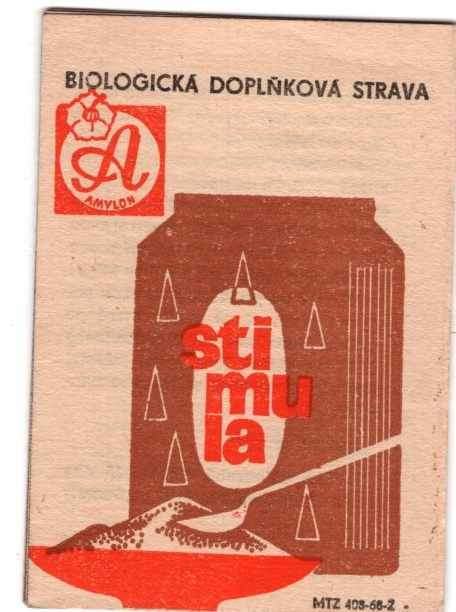 BIOLOGICKÁ DOPLŇKOVÁ STRAVA
A
AMYLON
sti
mu
la
MTZ 408-68-Z